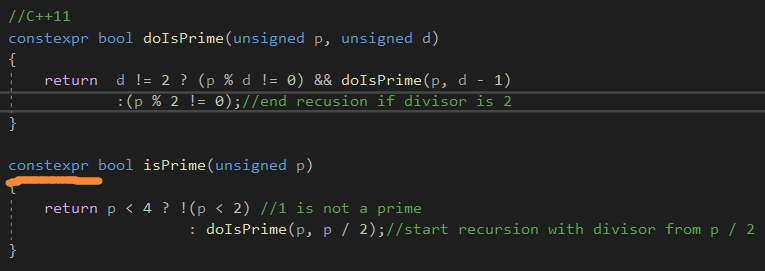 //C++11
constexpr bool doIsPrime(unsigned p, unsigned d)
{
return d != 2 ? (p % d != 0) && doIsPrime(p, d - 1)
:(p % 2 != 0);//end recusion if divisor is 2
}
constexpr bool isPrime(unsigned p)
{
return p < 4 ? !(p < 2) //1 is not a prime
: doIsPrime(p, p / 2);//start recursion with divisor from p / 2
}